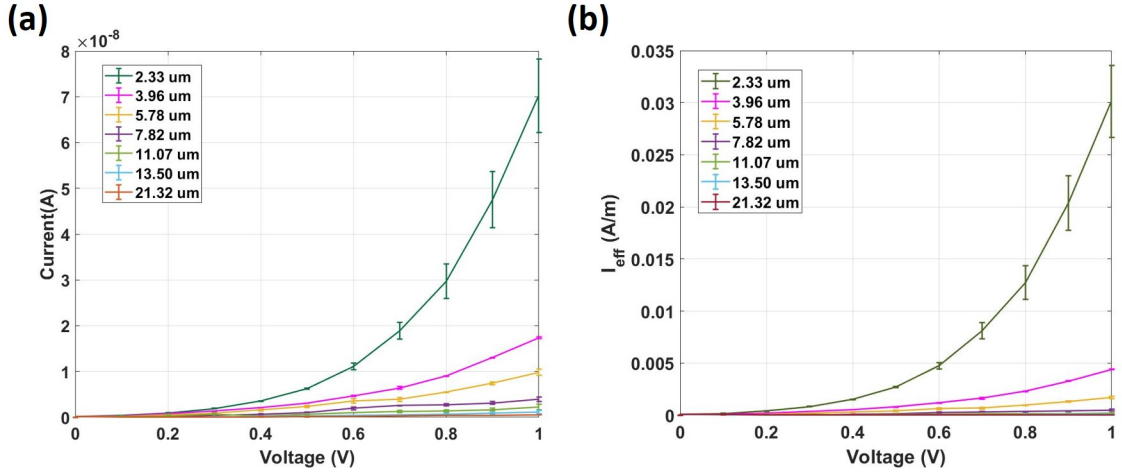 (a)
×10⁻⁸
8
7
6
5
4
3
2
1
0
Current(A)
2.33 um
3.96 um
5.78 um
7.82 um
11.07 um
13.50 um
21.32 um
0 0.2 0.4 0.6 0.8 1
Voltage (V)
(b)
0.035
0.03
0.025
0.02
0.015
0.01
0.005
0
I_eff (A/m)
2.33 um
3.96 um
5.78 um
7.82 um
11.07 um
13.50 um
21.32 um
0 0.2 0.4 0.6 0.8 1
Voltage (V)